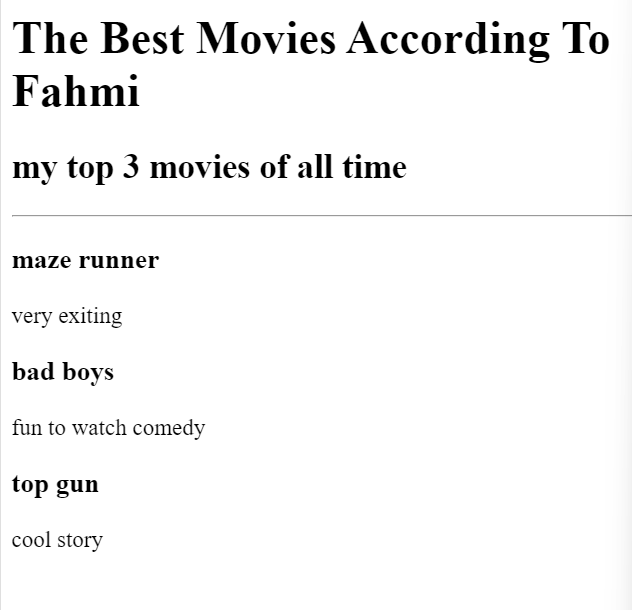 The Best Movies According To
Fahmi
my top 3 movies of all time
maze runner
very exiting
bad boys
fun to watch comedy
top gun
cool story